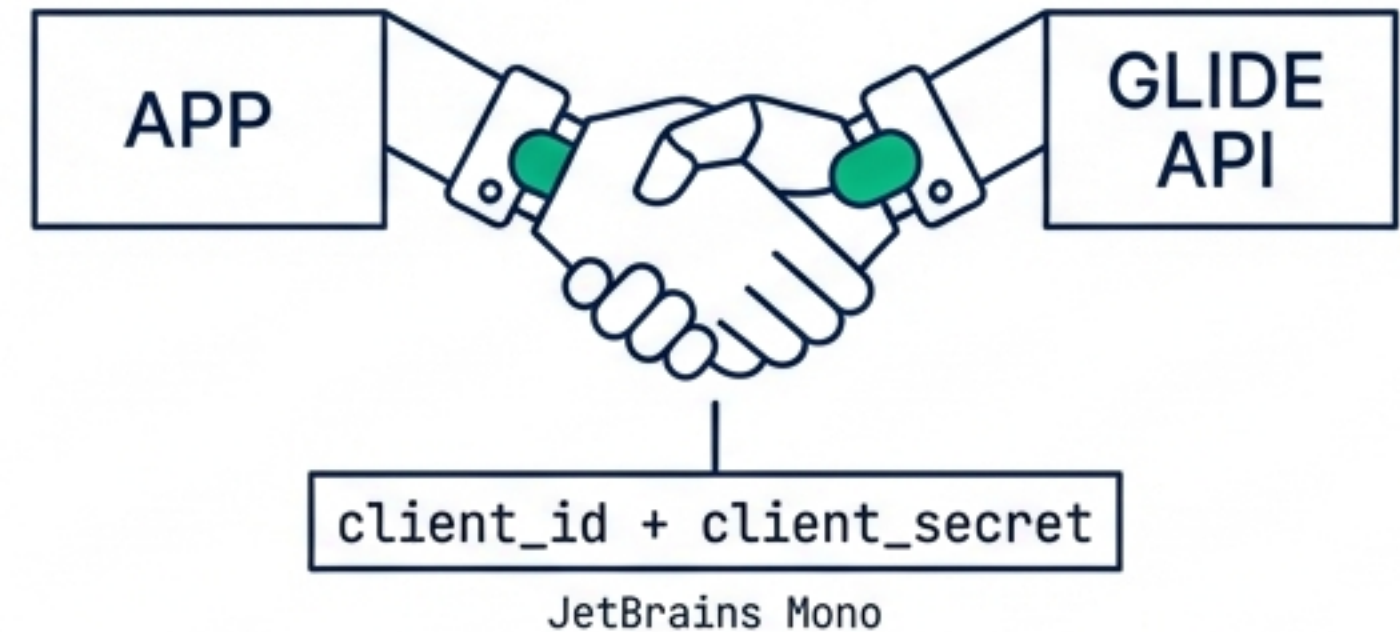 APP
GLIDE
API
client_id + client_secret
JetBrains Mono